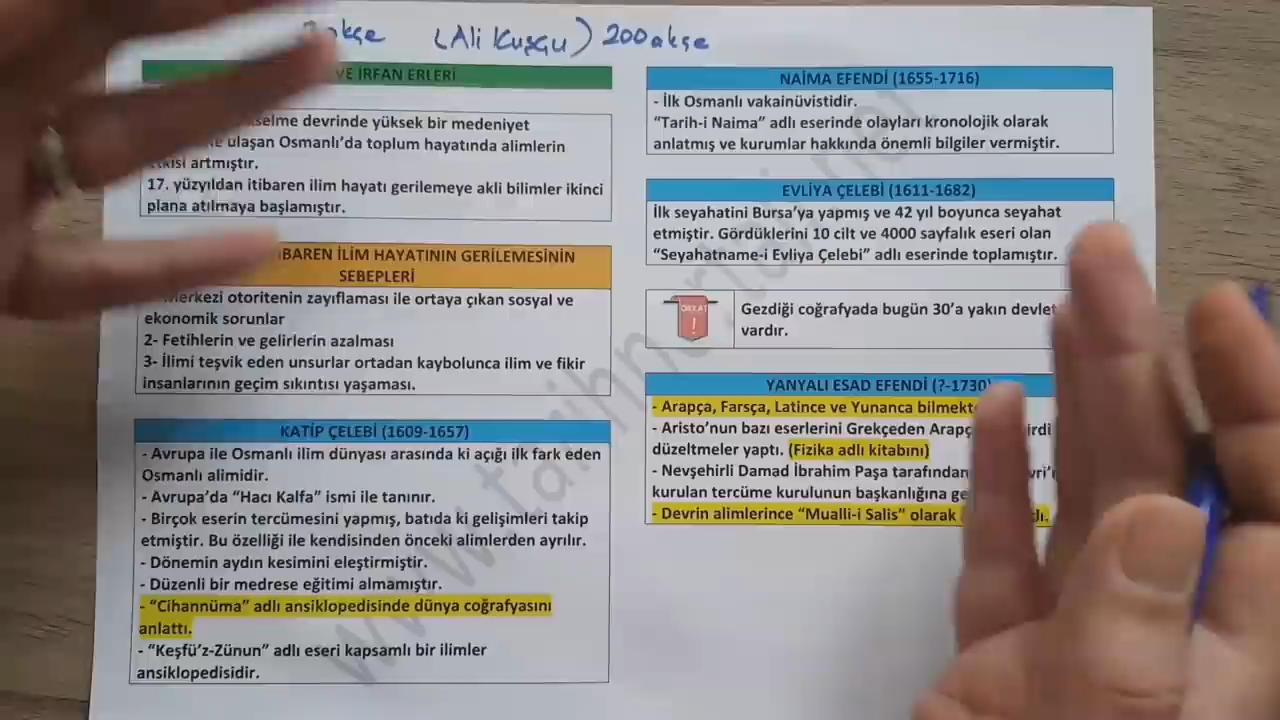 akçe (Ali Kuşçu) 200 akçe
VE İRFAN ERLERİ
devrinde yüksek bir medeniyet
ulaşan Osmanlı’da toplum hayatında alimlerin
artmıştır.
17. yüzyıldan itibaren ilim hayatı gerilemeye akli bilimler ikinci
plana atılmaya başlamıştır.
İLİM HAYATININ GERİLEMESİNİN
SEBEPLERİ
Merkezi otoritenin zayıflaması ile ortaya çıkan sosyal ve
ekonomik sorunlar
2- Fetihlerin ve gelirlerin azalması
3- İlimi teşvik eden unsurlar ortadan kaybolunca ilim ve fikir
insanlarının geçim sıkıntısı yaşaması.
KATİP ÇELEBİ (1609-1657)
- Avrupa ile Osmanlı ilim dünyası arasında ki açığı ilk fark eden
Osmanlı alimidir.
- Avrupa’da “Hacı Kalfa” ismi ile tanınır.
- Birçok eserin tercümesini yapmış, batıda ki gelişimleri takip
etmiştir. Bu özelliği ile kendisinden önceki alimlerden ayrılır.
- Dönemin aydın kesimini eleştirmiştir.
- Düzenli bir medrese eğitimi almamıştır.
- “Cihannüma” adlı ansiklopedisinde dünya coğrafyasını
anlattı.
- “Keşfü’z-Zünun” adlı eseri kapsamlı bir ilimler
ansiklopedisidir.
NAİMA EFENDİ (1655-1716)
- İlk Osmanlı vakainüvistidir.
“Tarih-i Naima” adlı eserinde olayları kronolojik olarak
anlatmış ve kurumlar hakkında önemli bilgiler vermiştir.
EVLİYA ÇELEBİ (1611-1682)
İlk seyahatini Bursa’ya yapmış ve 42 yıl boyunca seyahat
etmiştir. Gördüklerini 10 cilt ve 4000 sayfalık eseri olan
“Seyahatname-i Evliya Çelebi” adlı eserinde toplamıştır.
DİKKAT
!
Gezdiği coğrafyada bugün 30’a yakın devlet
vardır.
YANYALI ESAD EFENDİ (?-1730)
- Arapça, Farsça, Latince ve Yunanca
- Aristo’nun bazı eserlerini Grekçeden
düzeltmeler yaptı. (Fizika adlı kitabını)
- Nevşehirli Damad İbrahim Paşa tarafından
kurulan tercüme kurulunun başkanlığına
- Devrin alimlerince “Mualli-i Salis” olarak